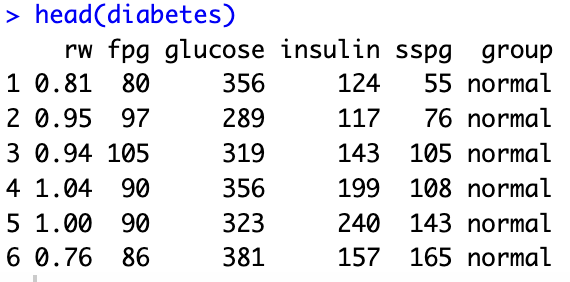 > head(diabetes)
rw fpg glucose insulin sspg group
1 0.81 80 356 124 55 normal
2 0.95 97 289 117 76 normal
3 0.94 105 319 143 105 normal
4 1.04 90 356 199 108 normal
5 1.00 90 323 240 143 normal
6 0.76 86 381 157 165 normal